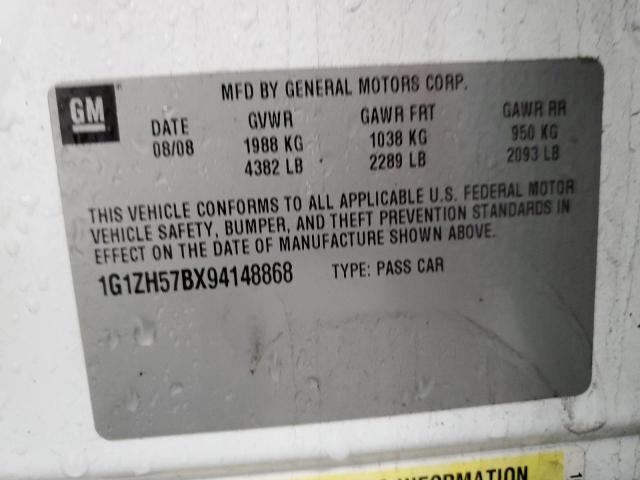 GM
MFD BY GENERAL MOTORS CORP.
DATE GVWR GAWR FRT GAWR RR
08/08 1988 KG 1038 KG 950 KG
4382 LB 2289 LB 2093 LB
THIS VEHICLE CONFORMS TO ALL APPLICABLE U.S. FEDERAL MOTOR
VEHICLE SAFETY, BUMPER, AND THEFT PREVENTION STANDARDS IN
EFFECT ON THE DATE OF MANUFACTURE SHOWN ABOVE.
1G1ZH57BX94148868 TYPE: PASS CAR
INFORMATION